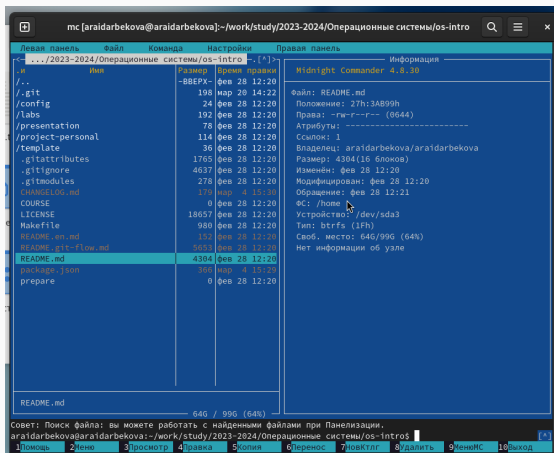 mc [araidarbekova@araidarbekova]:~/work/study/2023-2024/Операционные системы/os-intro
Левая панель Файл Команда Настройки Правая панель
<— .../2023-2024/Операционные системы/os-intro —.[^]>
.и Имя Размер Время правки
/.. -ВВЕРХ- фев 28 12:20
/.git 198 мар 20 14:22
/config 24 фев 28 12:20
/labs 192 фев 28 12:20
/presentation 78 фев 28 12:20
/project-personal 114 фев 28 12:20
/template 36 фев 28 12:20
.gitattributes 1765 фев 28 12:20
.gitignore 4637 фев 28 12:20
.gitmodules 278 фев 28 12:20
CHANGELOG.md 179 мар 4 15:30
COURSE 0 фев 28 12:20
LICENSE 18657 фев 28 12:20
Makefile 980 фев 28 12:20
README.en.md 152 фев 28 12:20
README.git-flow.md 5653 фев 28 12:20
README.md 4304 фев 28 12:20
package.json 366 мар 4 15:29
prepare 0 фев 28 12:20
README.md
64G / 99G (64%)
Информация
Midnight Commander 4.8.30
Файл: README.md
Положение: 27h:3AB99h
Права: -rw-r--r-- (0644)
Атрибуты: ----------------------
Ссылок: 1
Владелец: araidarbekova/araidarbekova
Размер: 4304(16 блоков)
Изменён: фев 28 12:20
Модифицирован: фев 28 12:20
Обращение: фев 28 12:21
ФС: /home
Устройство: /dev/sda3
Тип: btrfs (1Fh)
Своб. место: 64G/99G (64%)
Нет информации об узле
Совет: Поиск файла: вы можете работать с найденными файлами при Панелизации.
araidarbekova@araidarbekova:~/work/study/2023-2024/Операционные системы/os-intro$ [^]
1Помощь 2Меню 3Просмотр 4Правка 5Копия 6Перенос 7НовКтлг 8Удалить 9МенюMC 10Выход